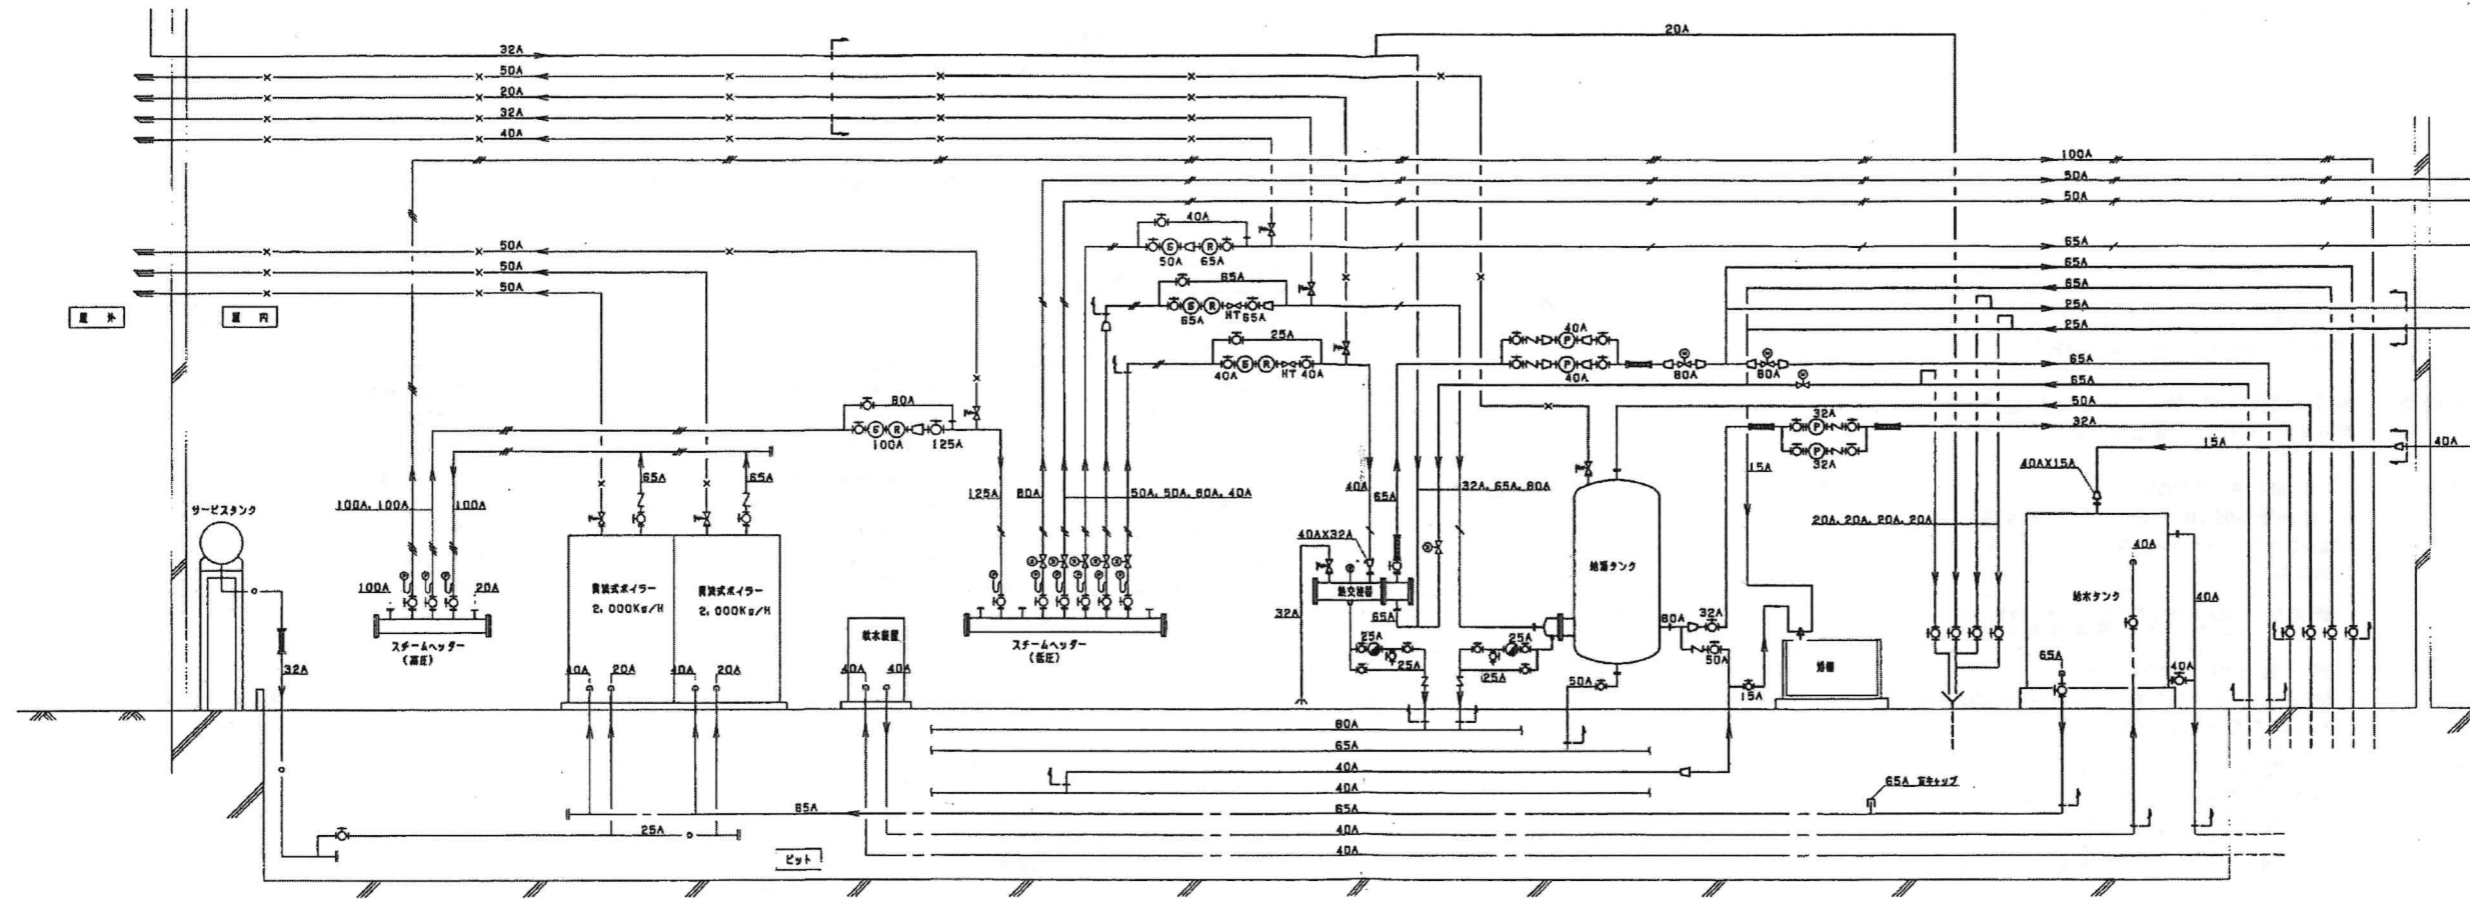 32A
20A
50A
20A
32A
40A
100A
50A
50A
40A
50A
65A
50A 65A
50A
65A
65A
65A
50A
65A
25A
屋 外
屋 内
65A HT 65A
25A
25A
40A
40A HT 40A
65A
40A
80A
80A
65A
80A
50A
32A
32A
100A
125A
15A
40A
32A
65A
65A
15A
40AX15A
125A
80A
50A, 50A, 80A, 40A
40A
65A
32A, 65A, 80A
100A, 100A
100A
サービスタンク
20A, 20A, 20A, 20A
40AX32A
40A
貫流式ボイラー
2,000Kg/H
貫流式ボイラー
2,000Kg/H
給湯タンク
100A
20A
熱交換器
40A
給水タンク
32A
65A
80A
32A
軟水装置
スチームヘッダー
(高圧)
スチームヘッダー
(低圧)
25A
25A
50A
32A
40A
20A
40A
20A
40A
40A
25A
25A
50A
15A
65A
40A
80A
65A
40A
40A
65A 盲キャップ
65A
65A
25A
40A
ピット
40A